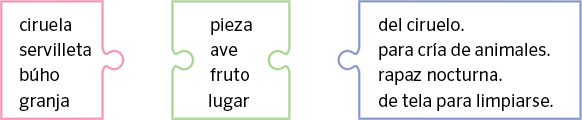 ciruela
servilleta
búho
granja
pieza
ave
fruto
lugar
del ciruelo.
para cría de animales.
rapaz nocturna.
de tela para limpiarse.